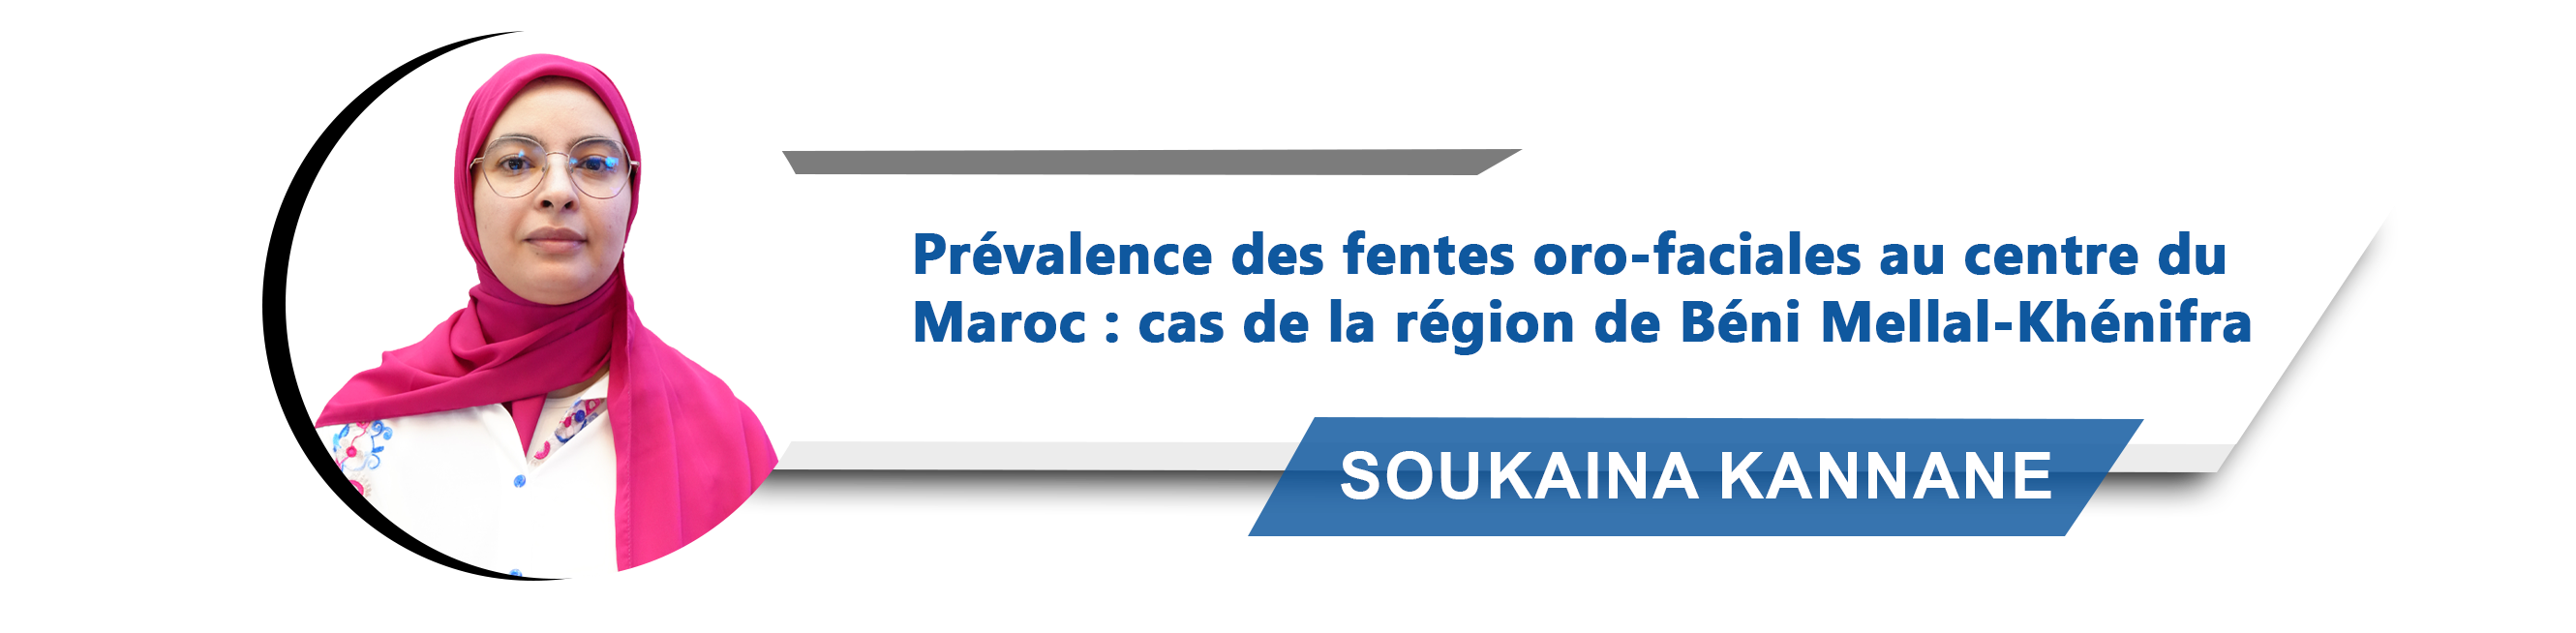 Prévalence des fentes oro-faciales au centre du
Maroc : cas de la région de Béni Mellal-Khénifra
SOUKAINA KANNANE